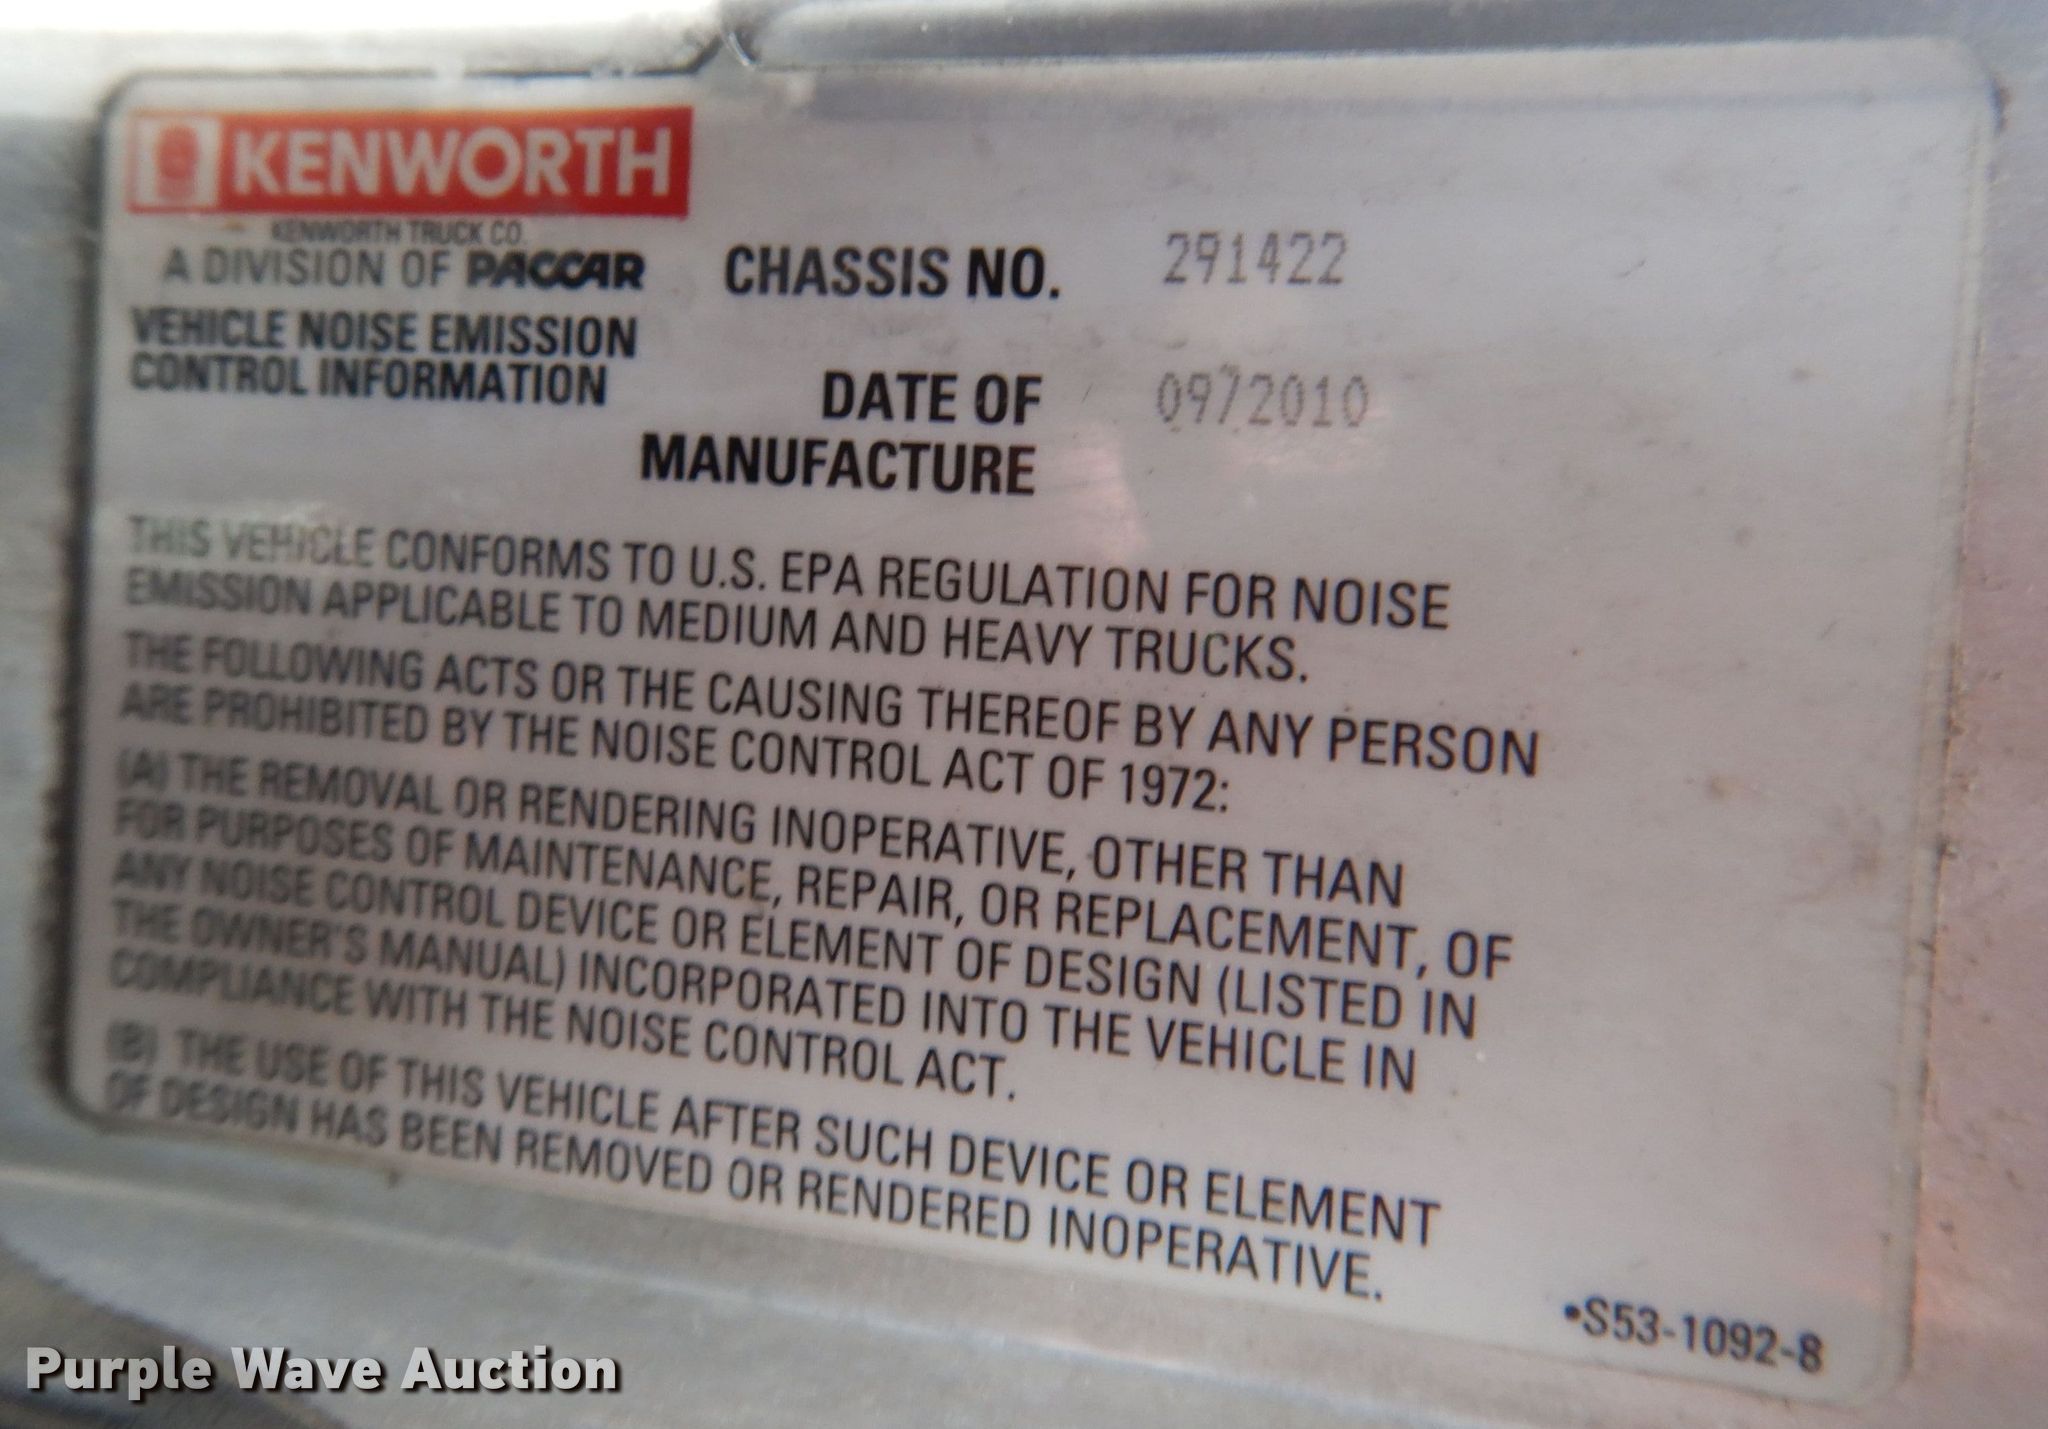 KENWORTH
KENWORTH TRUCK CO.
A DIVISION OF PACCAR
CHASSIS NO. 291422
VEHICLE NOISE EMISSION
CONTROL INFORMATION
DATE OF 09/2010
MANUFACTURE
THIS VEHICLE CONFORMS TO U.S. EPA REGULATION FOR NOISE
EMISSION APPLICABLE TO MEDIUM AND HEAVY TRUCKS.
THE FOLLOWING ACTS OR THE CAUSING THEREOF BY ANY PERSON
ARE PROHIBITED BY THE NOISE CONTROL ACT OF 1972:
(A) THE REMOVAL OR RENDERING INOPERATIVE, OTHER THAN
FOR PURPOSES OF MAINTENANCE, REPAIR, OR REPLACEMENT, OF
ANY NOISE CONTROL DEVICE OR ELEMENT OF DESIGN (LISTED IN
THE OWNER'S MANUAL) INCORPORATED INTO THE VEHICLE IN
COMPLIANCE WITH THE NOISE CONTROL ACT.
(B) THE USE OF THIS VEHICLE AFTER SUCH DEVICE OR ELEMENT
OF DESIGN HAS BEEN REMOVED OR RENDERED INOPERATIVE.
•S53-1092-8
Purple Wave Auction